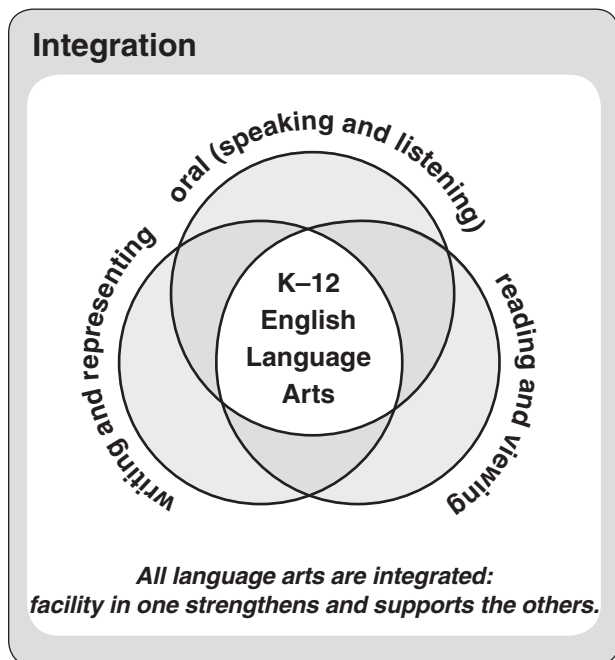 Integration
oral (speaking and listening)
writing and representing
reading and viewing
K–12
English
Language
Arts
All language arts are integrated:
facility in one strengthens and supports the others.